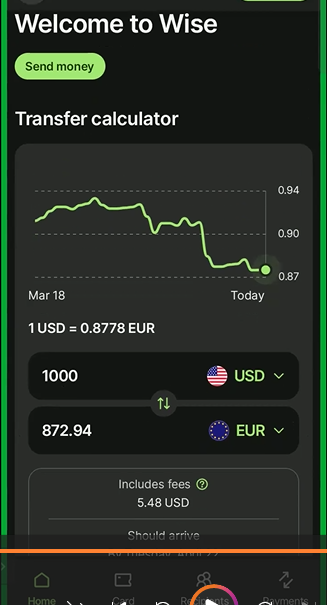 Welcome to Wise
Send money
Transfer calculator
0.94
0.90
0.87
Mar 18
Today
1 USD = 0.8778 EUR
1000
USD
872.94
EUR
Includes fees
5.48 USD
Should arrive
Home
Card
Recipients
Payments